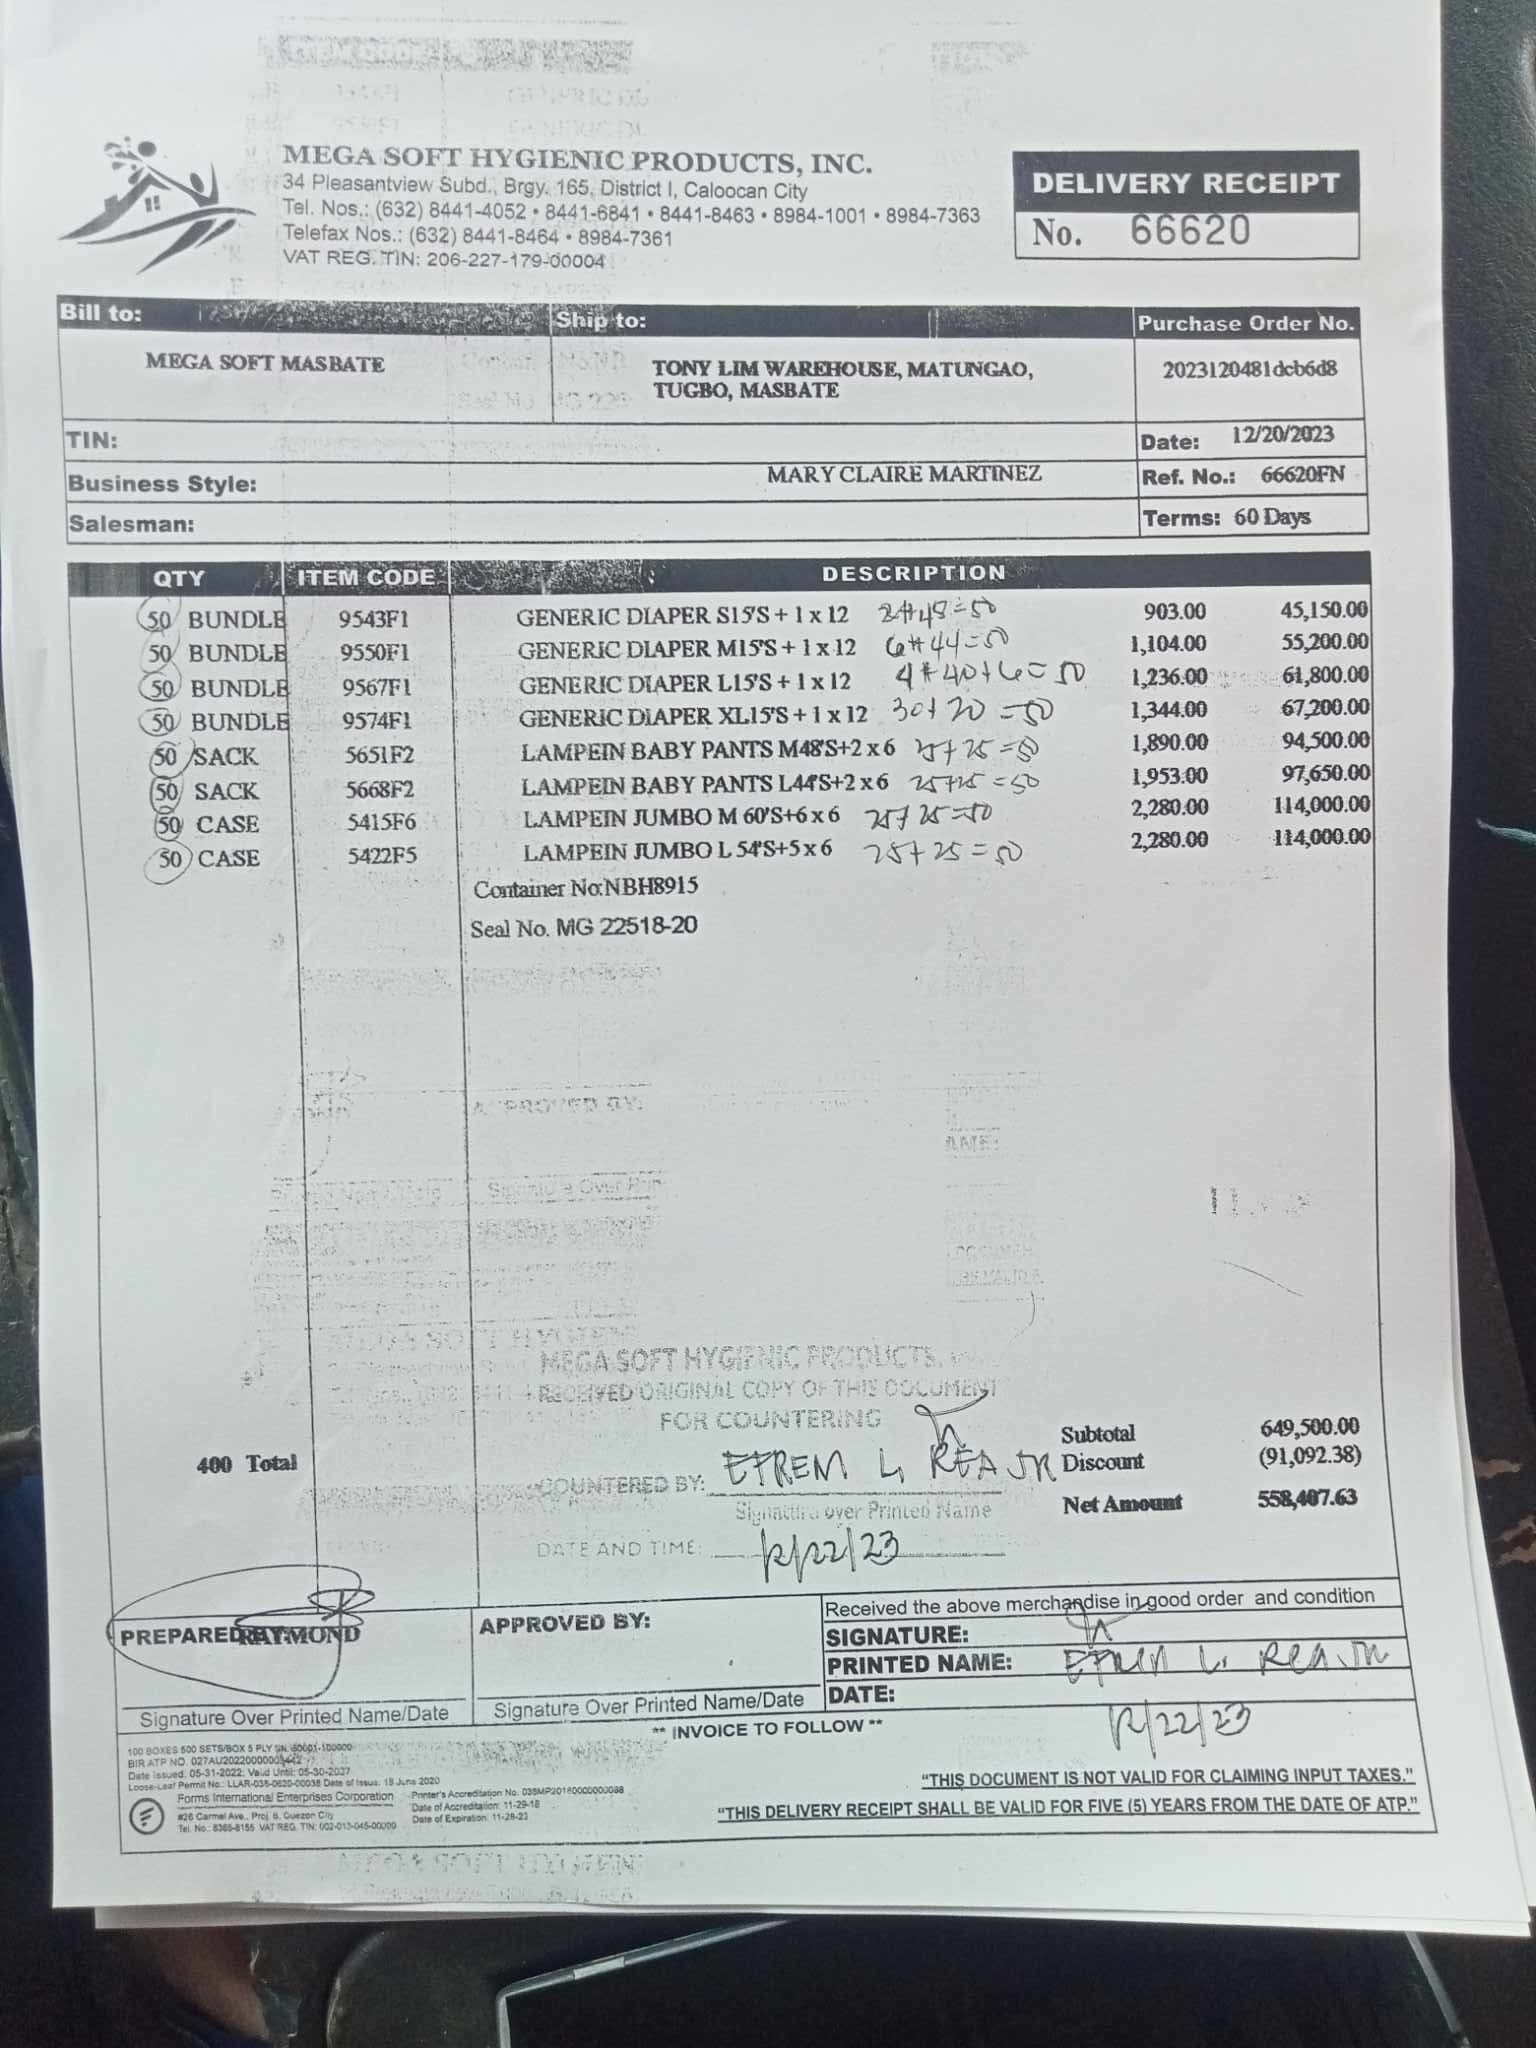 MEGA SOFT HYGIENIC PRODUCTS, INC.
34 Pleasantview Subd., Brgy. 165, District I, Caloocan City
Tel. Nos.: (632) 8441-4052 • 8441-6841 • 8441-8463 • 8984-1001 • 8984-7363
Telefax Nos.: (632) 8441-8464 • 8984-7361
VAT REG. TIN: 206-227-179-00004
DELIVERY RECEIPT
No. 66620
Bill to: Ship to: Purchase Order No.
MEGA SOFT MASBATE TONY LIM WAREHOUSE, MATUNGAO, 2023120481dcb6d8
TUGBO, MASBATE
TIN: Date: 12/20/2023
Business Style: MARY CLAIRE MARTINEZ Ref. No.: 66620FN
Salesman: Terms: 60 Days
QTY ITEM CODE DESCRIPTION
50 BUNDLE 9543F1 GENERIC DIAPER S15'S + 1 x 12 2+48=50 903.00 45,150.00
50 BUNDLE 9550F1 GENERIC DIAPER M15'S + 1 x 12 6+44=50 1,104.00 55,200.00
50 BUNDLE 9567F1 GENERIC DIAPER L15'S + 1 x 12 4+40+6=50 1,236.00 61,800.00
50 BUNDLE 9574F1 GENERIC DIAPER XL15'S + 1 x 12 30+20=50 1,344.00 67,200.00
50 SACK 5651F2 LAMPEIN BABY PANTS M48'S+2 x 6 25+25=50 1,890.00 94,500.00
50 SACK 5668F2 LAMPEIN BABY PANTS L44'S+2 x 6 25+25=50 1,953.00 97,650.00
50 CASE 5415F6 LAMPEIN JUMBO M 60'S+6 x 6 25+25=50 2,280.00 114,000.00
50 CASE 5422F5 LAMPEIN JUMBO L 54'S+5 x 6 25+25=50 2,280.00 114,000.00
Container No:NBH8915
Seal No. MG 22518-20
MEGA SOFT HYGIENIC PRODUCTS,
RECEIVED ORIGINAL COPY OF THIS DOCUMENT
FOR COUNTERING
Subtotal 649,500.00
400 Total
COUNTERED BY: EFREM L. REA JR
Discount (91,092.38)
Signature over Printed Name
Net Amount 558,407.63
DATE AND TIME: 12/22/23
PREPARED BY: RAYMOND
APPROVED BY:
Received the above merchandise in good order and condition
SIGNATURE:
PRINTED NAME: EFREM L. REA JR
DATE: 12/22/23
Signature Over Printed Name/Date
Signature Over Printed Name/Date
** INVOICE TO FOLLOW **
100 BOXES 500 SETS/BOX 5 PLY SN. 50001-100000
BIR ATP NO.
Date Issued: 05-31-2022; Valid Until: 05-30-2027
Loose-Leaf Permit No.: LLAR-038-0620-00038 Date of Issue: 18 June 2020
Forms International Enterprises Corporation
#26 Carmel Ave., Proj. 6, Quezon City
Tel. No.: 8365-8155 VAT REG. TIN: 002-013-045-00000
Printer's Accreditation No. 038MP20180000000088
Date of Accreditation: 11-29-18
Date of Expiration: 11-28-23
"THIS DOCUMENT IS NOT VALID FOR CLAIMING INPUT TAXES."
"THIS DELIVERY RECEIPT SHALL BE VALID FOR FIVE (5) YEARS FROM THE DATE OF ATP."